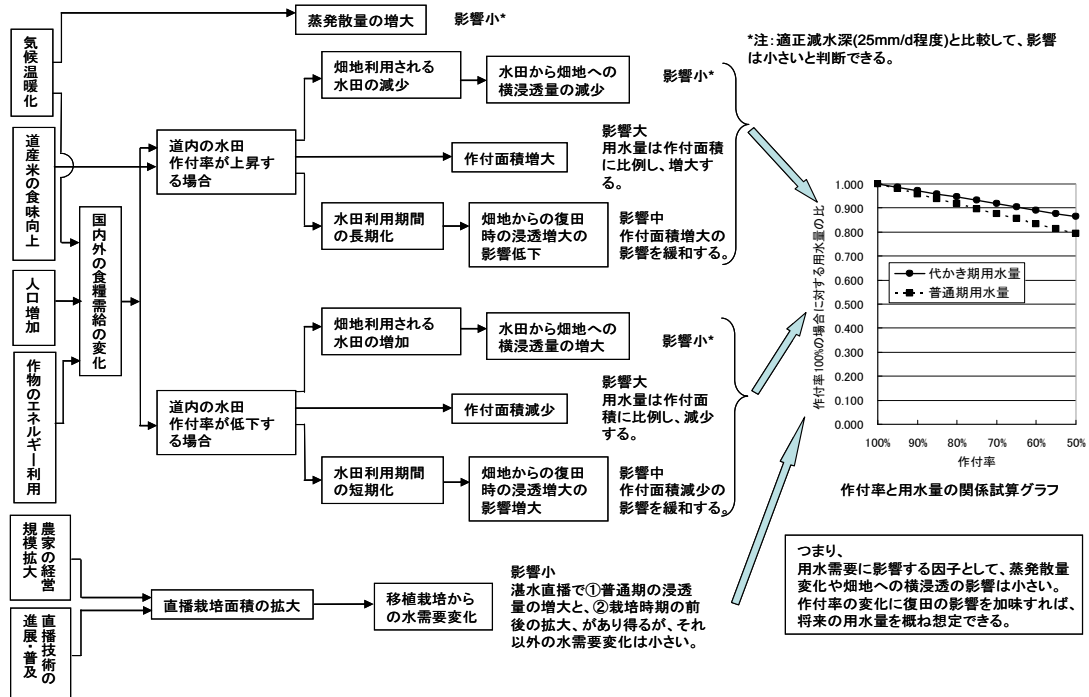 気候温暖化
道産米の食味向上
人口増加
作物のエネルギー利用
農家の経営
規模拡大
直播技術の
進展・普及
国内外の食糧需給の変化
蒸発散量の増大
影響小*
畑地利用される
水田の減少
水田から畑地への
横浸透量の減少
影響小*
道内の水田
作付率が上昇す
る場合
作付面積増大
影響大
用水量は作付面積
に比例し、増大す
る。
水田利用期間
の長期化
畑地からの復田
時の浸透増大の
影響低下
影響中
作付面積増大の
影響を緩和する。
畑地利用される
水田の増加
水田から畑地への
横浸透量の増大
影響小*
道内の水田
作付率が低下す
る場合
作付面積減少
影響大
用水量は作付面
積に比例し、減少
する。
水田利用期間
の短期化
畑地からの復田
時の浸透増大の
影響増大
影響中
作付面積減少の
影響を緩和する。
直播栽培面積の拡大
移植栽培から
の水需要変化
影響小
湛水直播で①普通期の浸透
量の増大と、②栽培時期の前
後の拡大、があり得るが、それ
以外の水需要変化は小さい。
*注:適正減水深(25mm/d程度)と比較して、影響
は小さいと判断できる。
作付率100%の場合に対する用水量の比
1.000
0.900
0.800
0.700
0.600
0.500
0.400
0.300
0.200
0.100
0.000
代かき期用水量
普通期用水量
100% 90% 80% 70% 60% 50%
作付率
作付率と用水量の関係試算グラフ
つまり、
用水需要に影響する因子として、蒸発散量
変化や畑地への横浸透の影響は小さい。
作付率の変化に復田の影響を加味すれば、
将来の用水量を概ね想定できる。